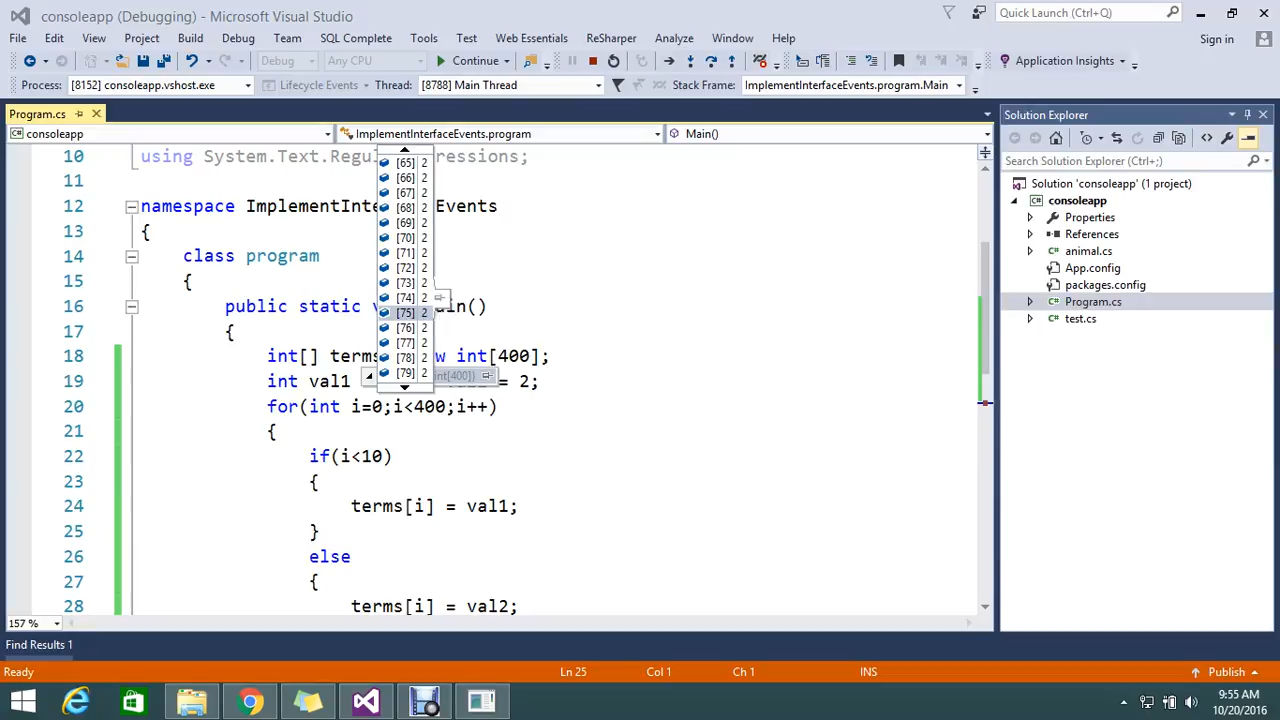 consoleapp (Debugging) - Microsoft Visual Studio
Quick Launch (Ctrl+Q)
File Edit View Project Build Debug Team SQL Complete Tools Test Web Essentials ReSharper Analyze Window Help
Sign in
Debug Any CPU Continue Application Insights
Process: [8152] consoleapp.vshost.exe Lifecycle Events Thread: [8788] Main Thread Stack Frame: ImplementInterfaceEvents.program.Main
Program.cs
consoleapp ImplementInterfaceEvents.program Main()
10 using System.Text.Regu ressions;
11
12 namespace ImplementInt Events
13 {
14 class program
15 {
16 public static v in()
17 {
18 int[] terms w int[400];
19 int val1 = 2;
20 for(int i=0;i<400;i++)
21 {
22 if(i<10)
23 {
24 terms[i] = val1;
25 }
26 else
27 {
28 terms[i] = val2;
[65] 2
[66] 2
[67] 2
[68] 2
[69] 2
[70] 2
[71] 2
[72] 2
[73] 2
[74] 2
[75] 2
[76] 2
[77] 2
[78] 2
[79] 2
int[400])
157 %
Find Results 1
Solution Explorer
Search Solution Explorer (Ctrl+;)
Solution 'consoleapp' (1 project)
consoleapp
Properties
References
animal.cs
App.config
packages.config
Program.cs
test.cs
Ready Ln 25 Col 1 Ch 1 INS Publish
9:55 AM
10/20/2016